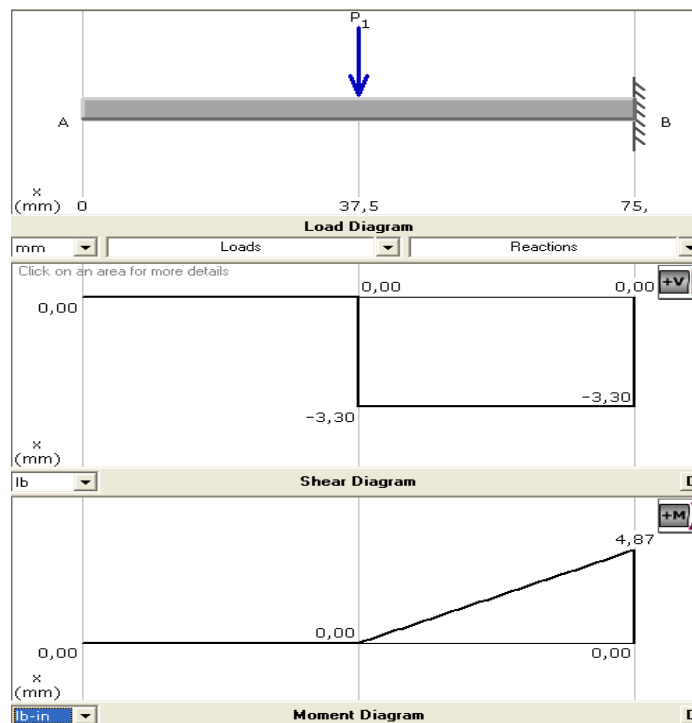 P1
A B
x
(mm) 0 37,5 75,
Load Diagram
mm Loads Reactions
Click on an area for more details
0,00 0,00 0,00 +V
-3,30 -3,30
x
(mm)
lb Shear Diagram D
+M
4,87
0,00 0,00 0,00
x
(mm)
lb-in Moment Diagram D